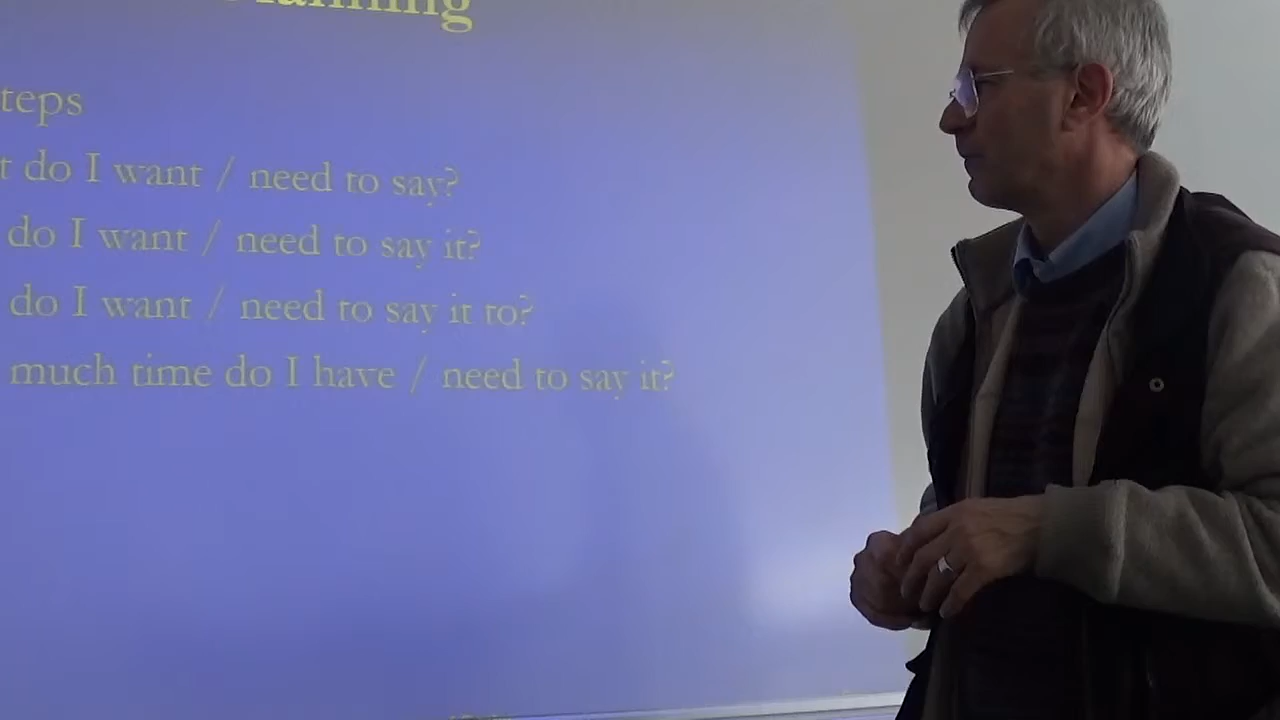 lanning
teps
t do I want / need to say?
do I want / need to say it?
do I want / need to say it to?
much time do I have / need to say it?